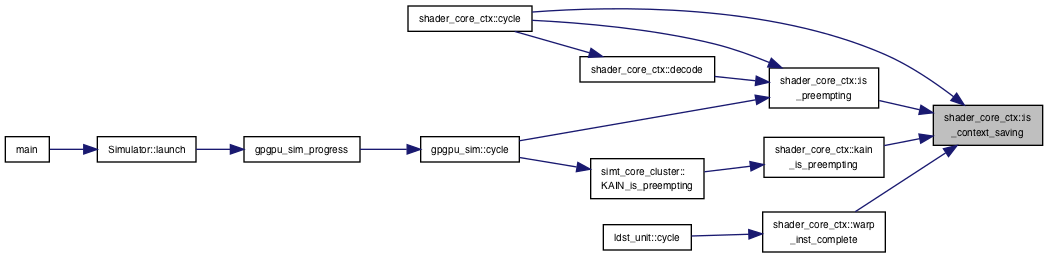 shader_core_ctx::cycle
shader_core_ctx::decode
shader_core_ctx::is
_preempting
shader_core_ctx::is
_context_saving
main
Simulator::launch
gpgpu_sim_progress
gpgpu_sim::cycle
shader_core_ctx::kain
_is_preempting
simt_core_cluster::
KAIN_is_preempting
shader_core_ctx::warp
_inst_complete
ldst_unit::cycle